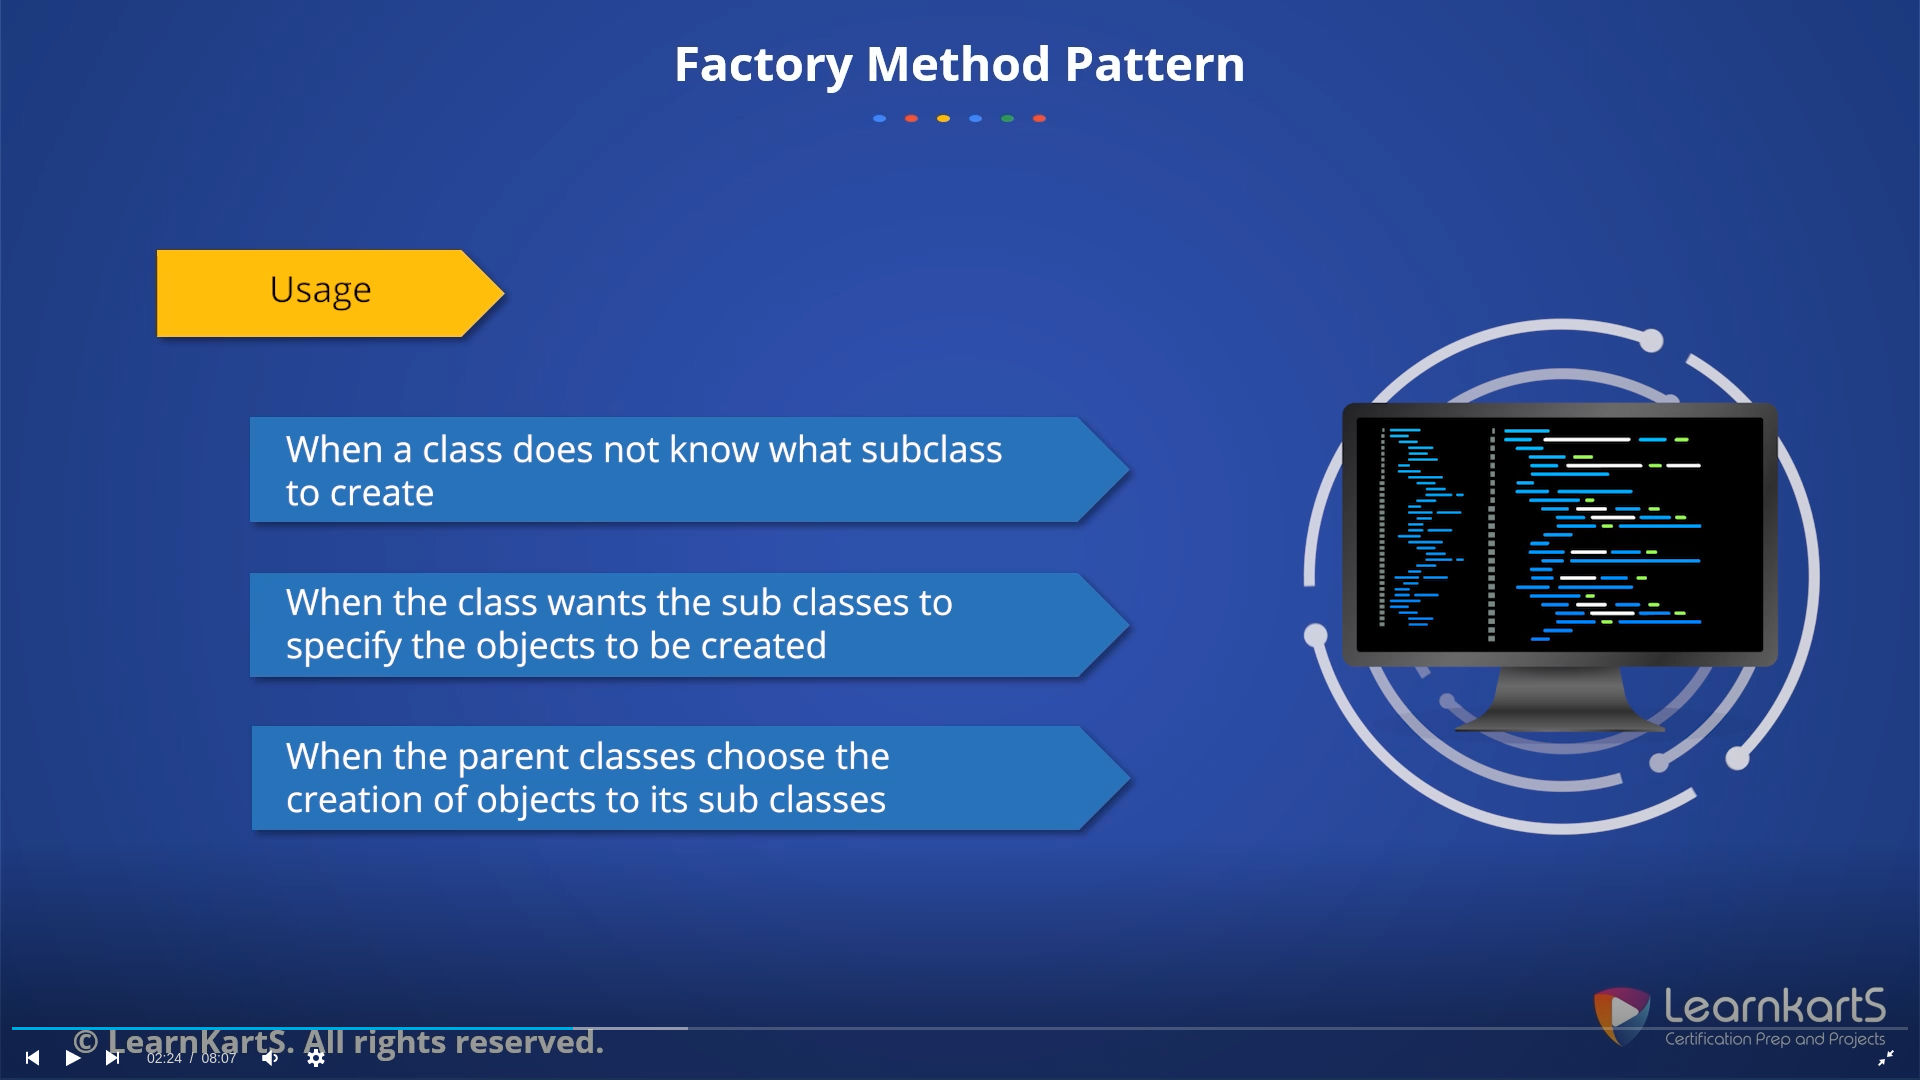 Factory Method Pattern
Usage
When a class does not know what subclass
to create
When the class wants the sub classes to
specify the objects to be created
When the parent classes choose the
creation of objects to its sub classes
LearnkartS
Certification Prep and Projects
© LearnKartS. All rights reserved.
02:24 / 08:07